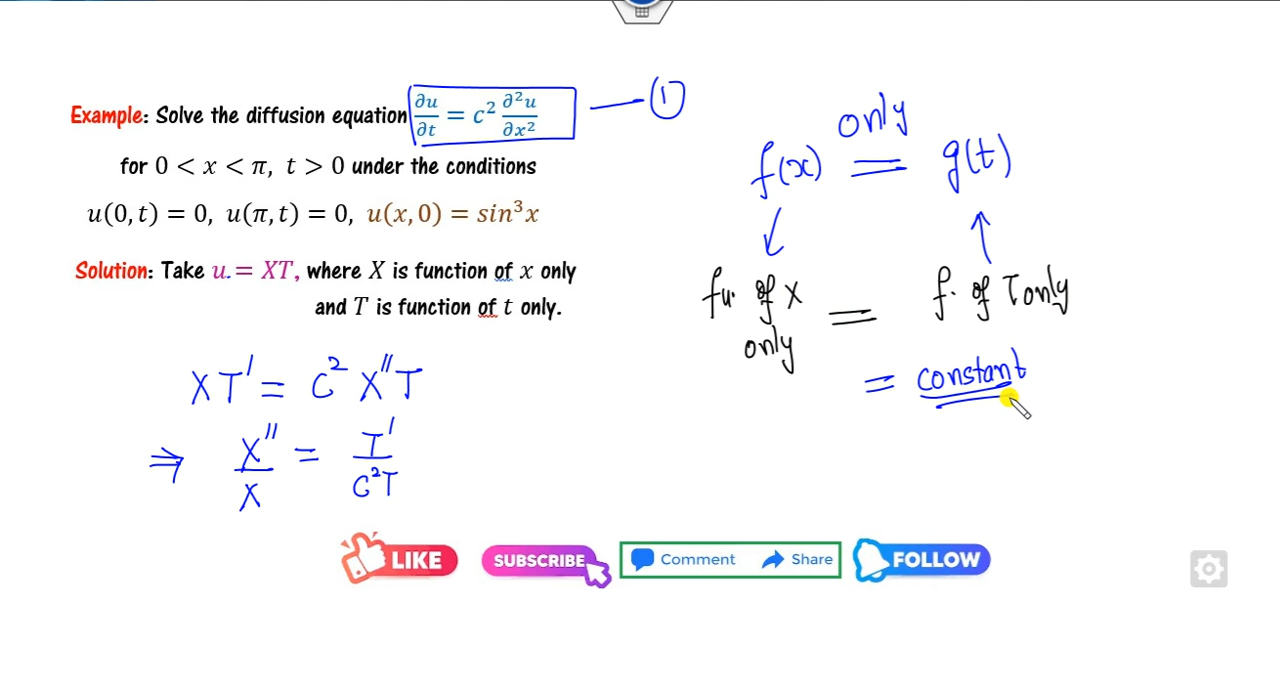 Example: Solve the diffusion equation ∂u/∂t = c² ∂²u/∂x² — ①
for 0 < x < π, t > 0 under the conditions
u(0, t) = 0, u(π, t) = 0, u(x, 0) = sin³x
Solution: Take u. = XT, where X is function of x only
and T is function of t only.
XT' = C² X''T
⇒ X''/X = T'/C²T
only
f(x) = g(t)
↓ ↑
fu. of X only = f. of T only
= constant
LIKE SUBSCRIBE Comment Share FOLLOW